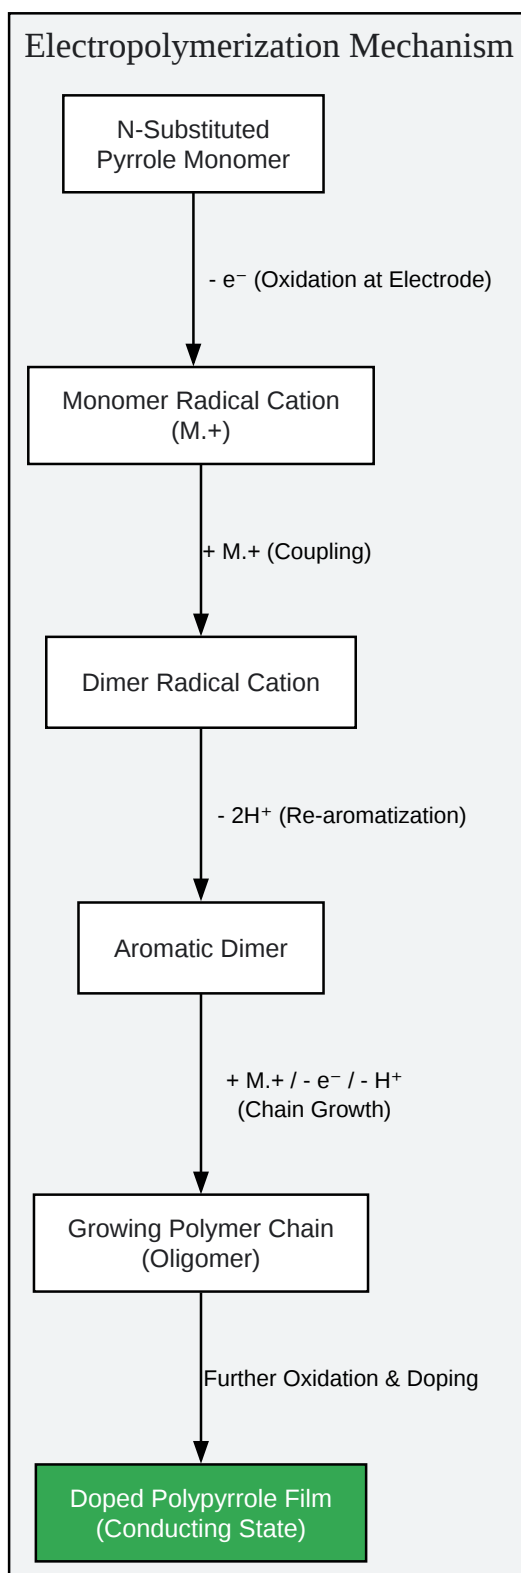 Electropolymerization Mechanism
N-Substituted
Pyrrole Monomer
- e⁻ (Oxidation at Electrode)
Monomer Radical Cation
(M.+)
+ M.+ (Coupling)
Dimer Radical Cation
- 2H⁺ (Re-aromatization)
Aromatic Dimer
+ M.+ / - e⁻ / - H⁺
(Chain Growth)
Growing Polymer Chain
(Oligomer)
Further Oxidation & Doping
Doped Polypyrrole Film
(Conducting State)